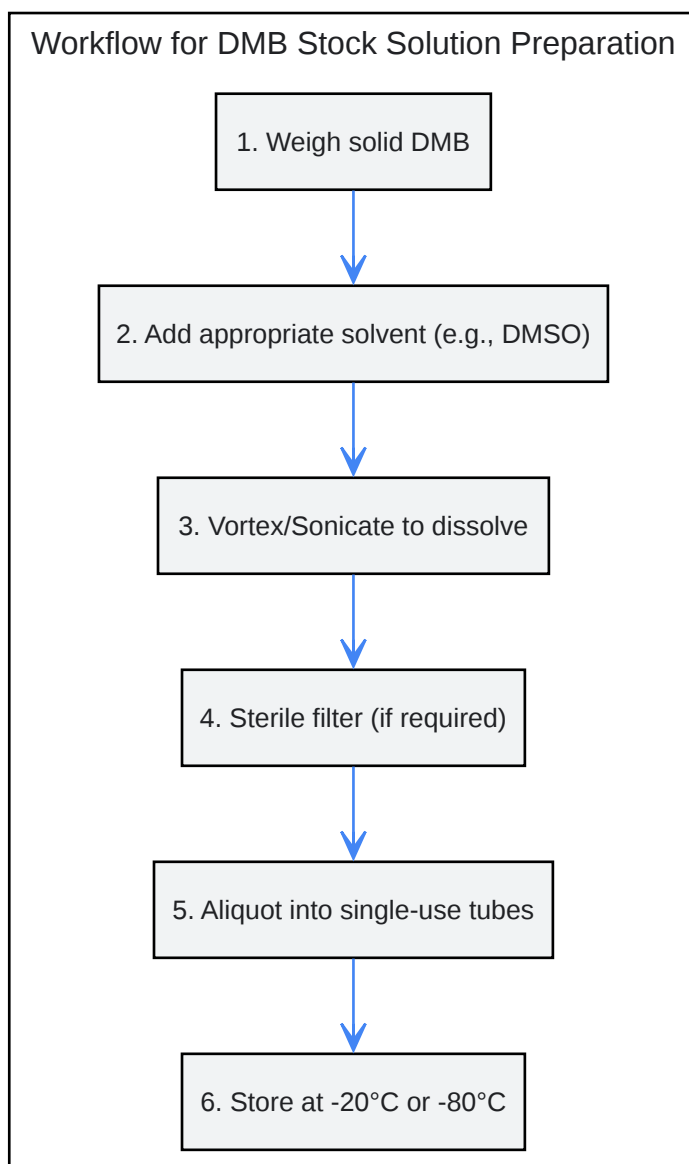 Workflow for DMB Stock Solution Preparation
1. Weigh solid DMB
2. Add appropriate solvent (e.g., DMSO)
3. Vortex/Sonicate to dissolve
4. Sterile filter (if required)
5. Aliquot into single-use tubes
6. Store at -20°C or -80°C